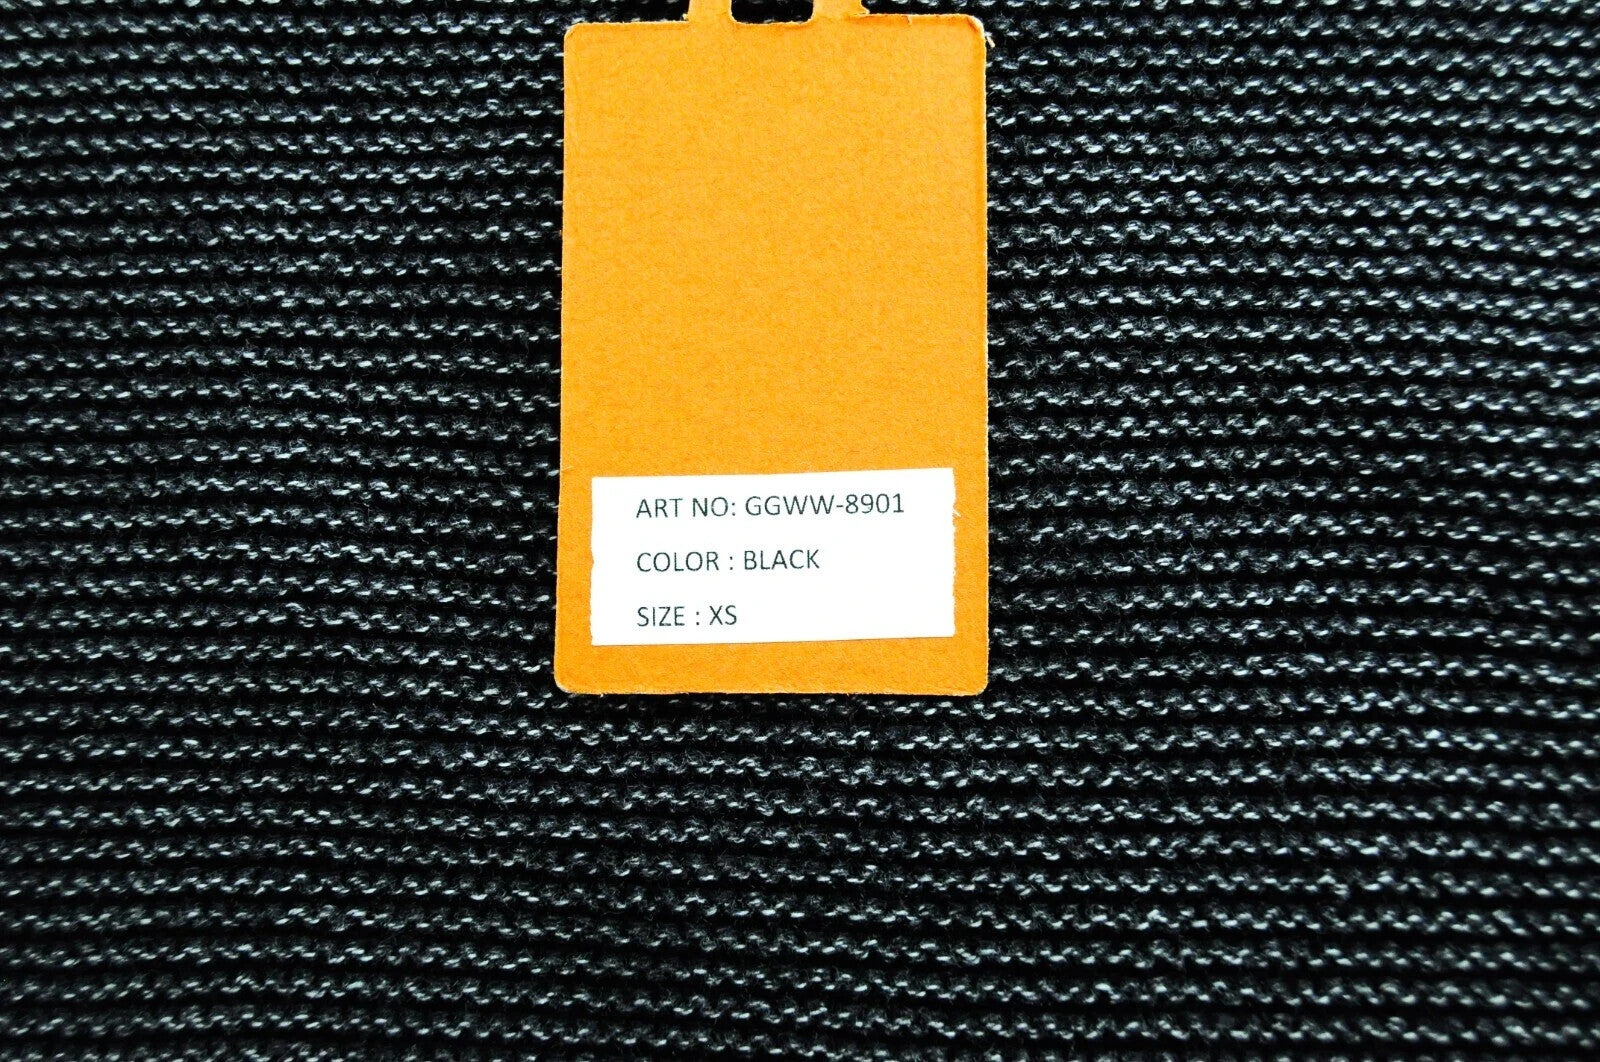 ART NO: GGWW-8901
COLOR : BLACK
SIZE : XS